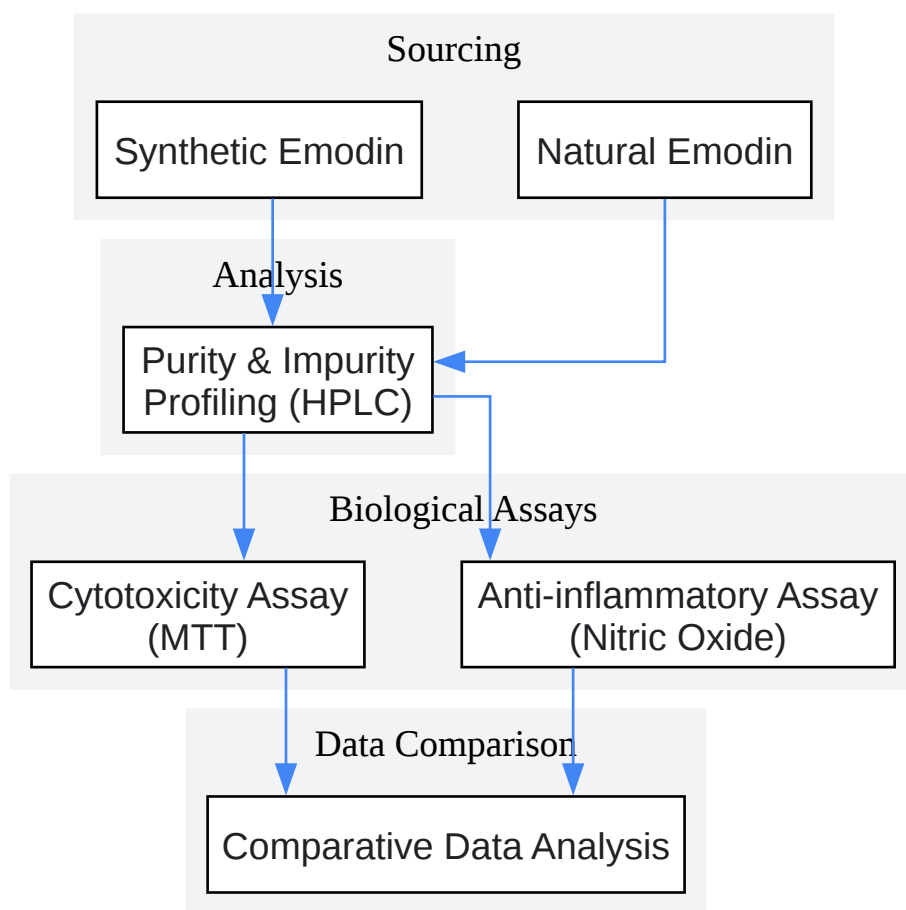 Sourcing
Synthetic Emodin
Natural Emodin
Analysis
Purity & Impurity
Profiling (HPLC)
Biological Assays
Cytotoxicity Assay
(MTT)
Anti-inflammatory Assay
(Nitric Oxide)
Data Comparison
Comparative Data Analysis